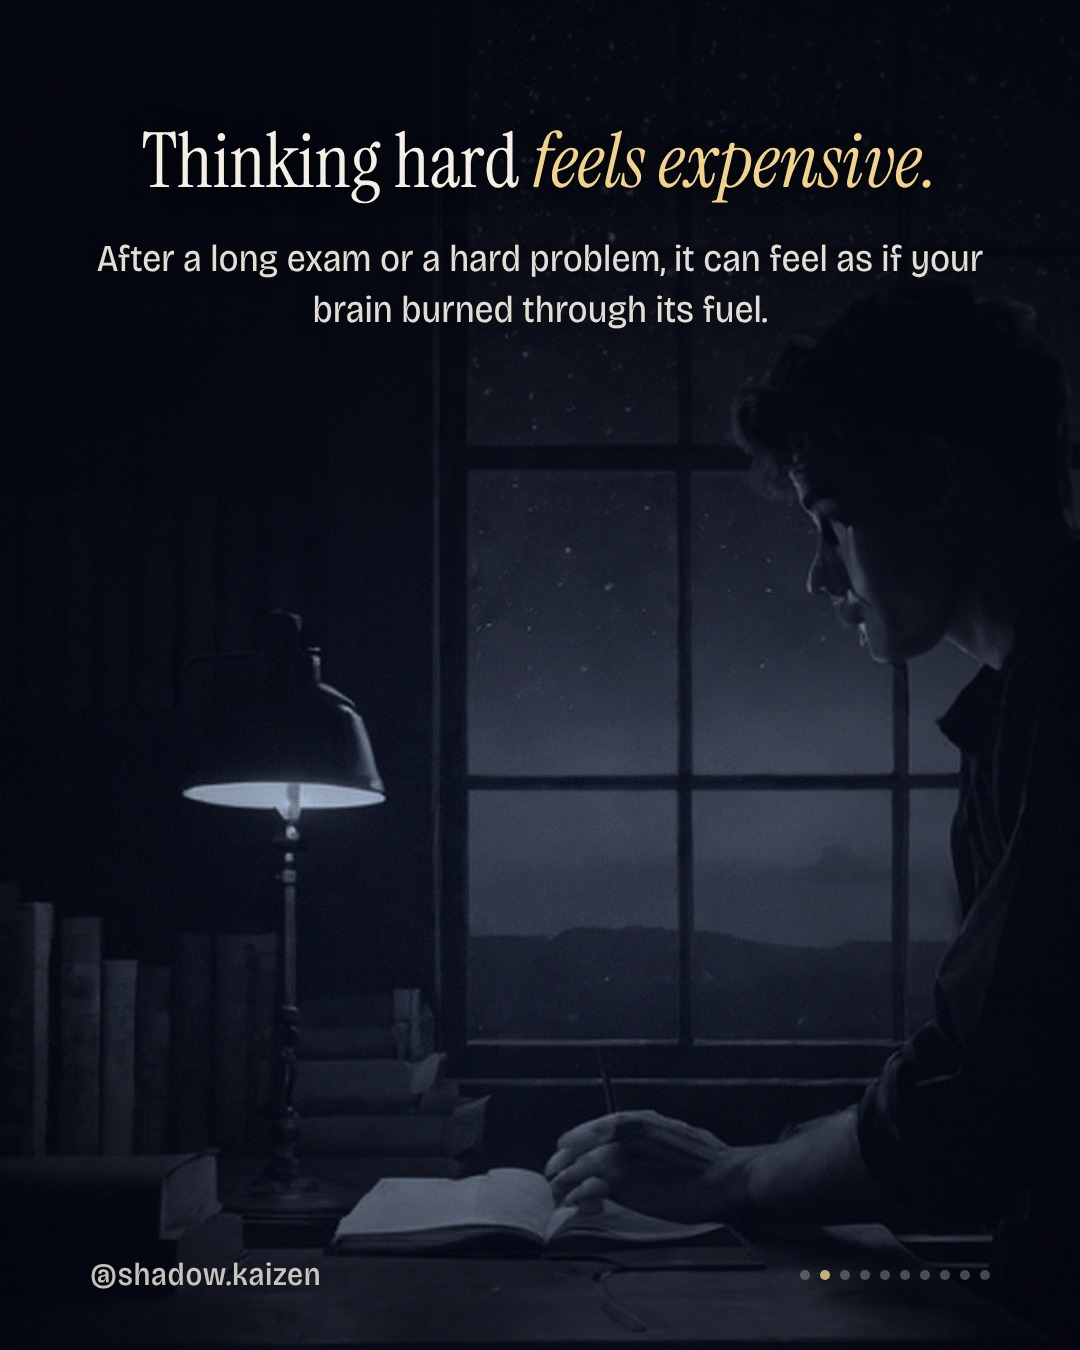 Thinking hard feels expensive.
After a long exam or a hard problem, it can feel as if your
brain burned through its fuel.
@shadow.kaizen